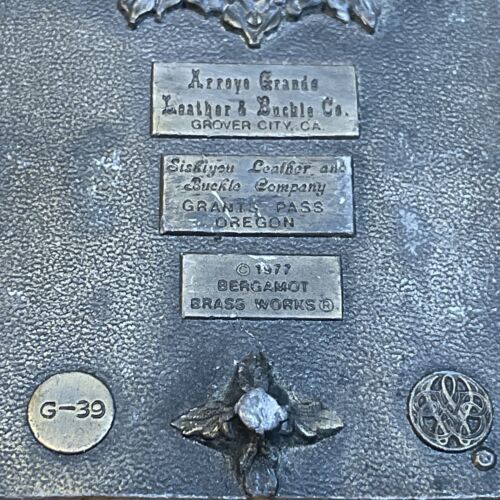 Arroyo Grande
Leather & Buckle Co.
GROVER CITY, CA.
Siskiyou Leather and
Buckle Company
GRANTS PASS
OREGON
© 1977
BERGAMOT
BRASS WORKS ®
G-39